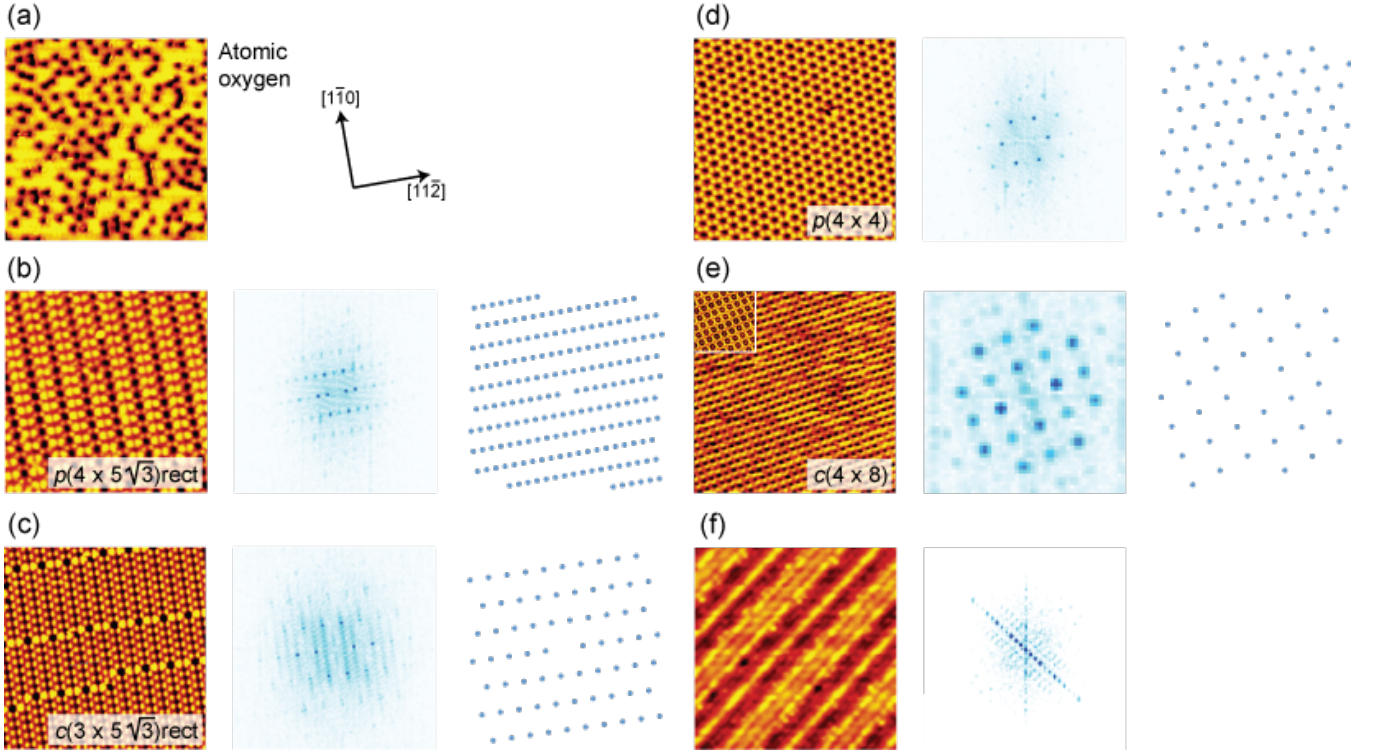 (a)
Atomic
oxygen
[11̅0]
[112̅]
(b)
p(4 x 5√3)rect
(c)
c(3 x 5√3)rect
(d)
p(4 x 4)
(e)
c(4 x 8)
(f)